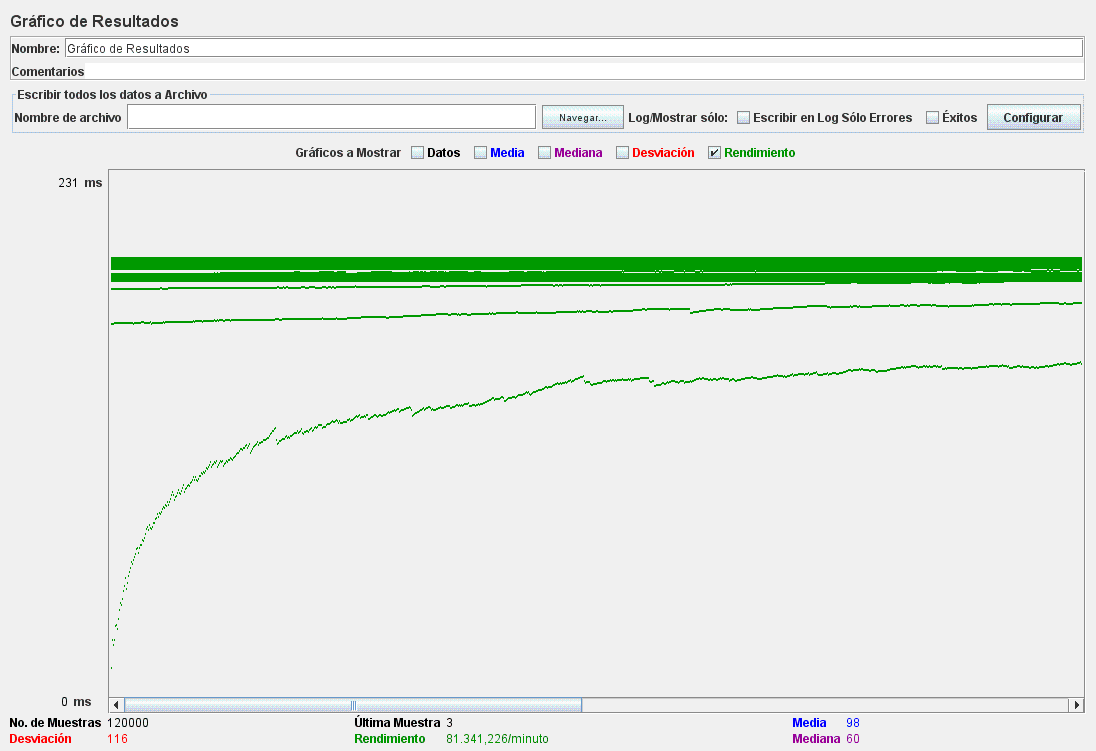 Gráfico de Resultados
Nombre: Gráfico de Resultados
Comentarios
Escribir todos los datos a Archivo
Nombre de archivo Navegar... Log/Mostrar sólo: Escribir en Log Sólo Errores Éxitos Configurar
Gráficos a Mostrar Datos Media Mediana Desviación Rendimiento
231 ms
0 ms
No. de Muestras 120000 Última Muestra 3 Media 98
Desviación 116 Rendimiento 81.341,226/minuto Mediana 60